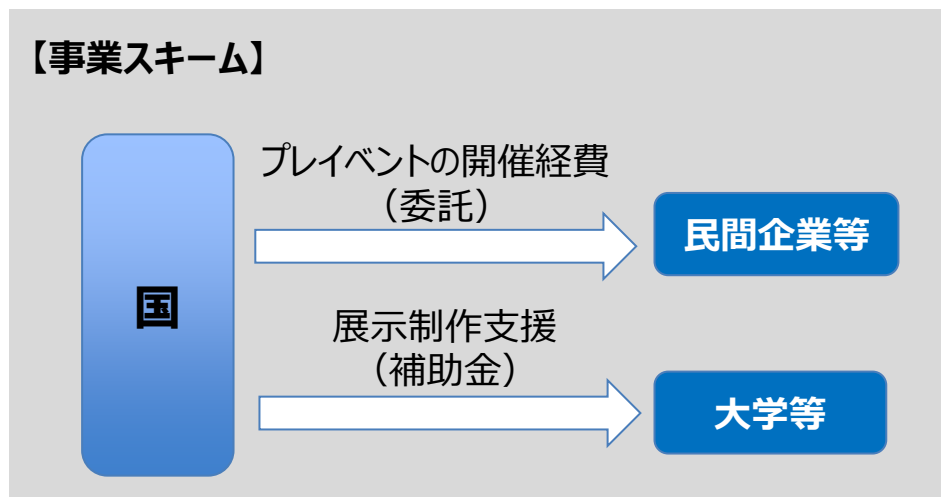 【事業スキーム】
プレイベントの開催経費
（委託）
民間企業等
国
展示制作支援
（補助金）
大学等